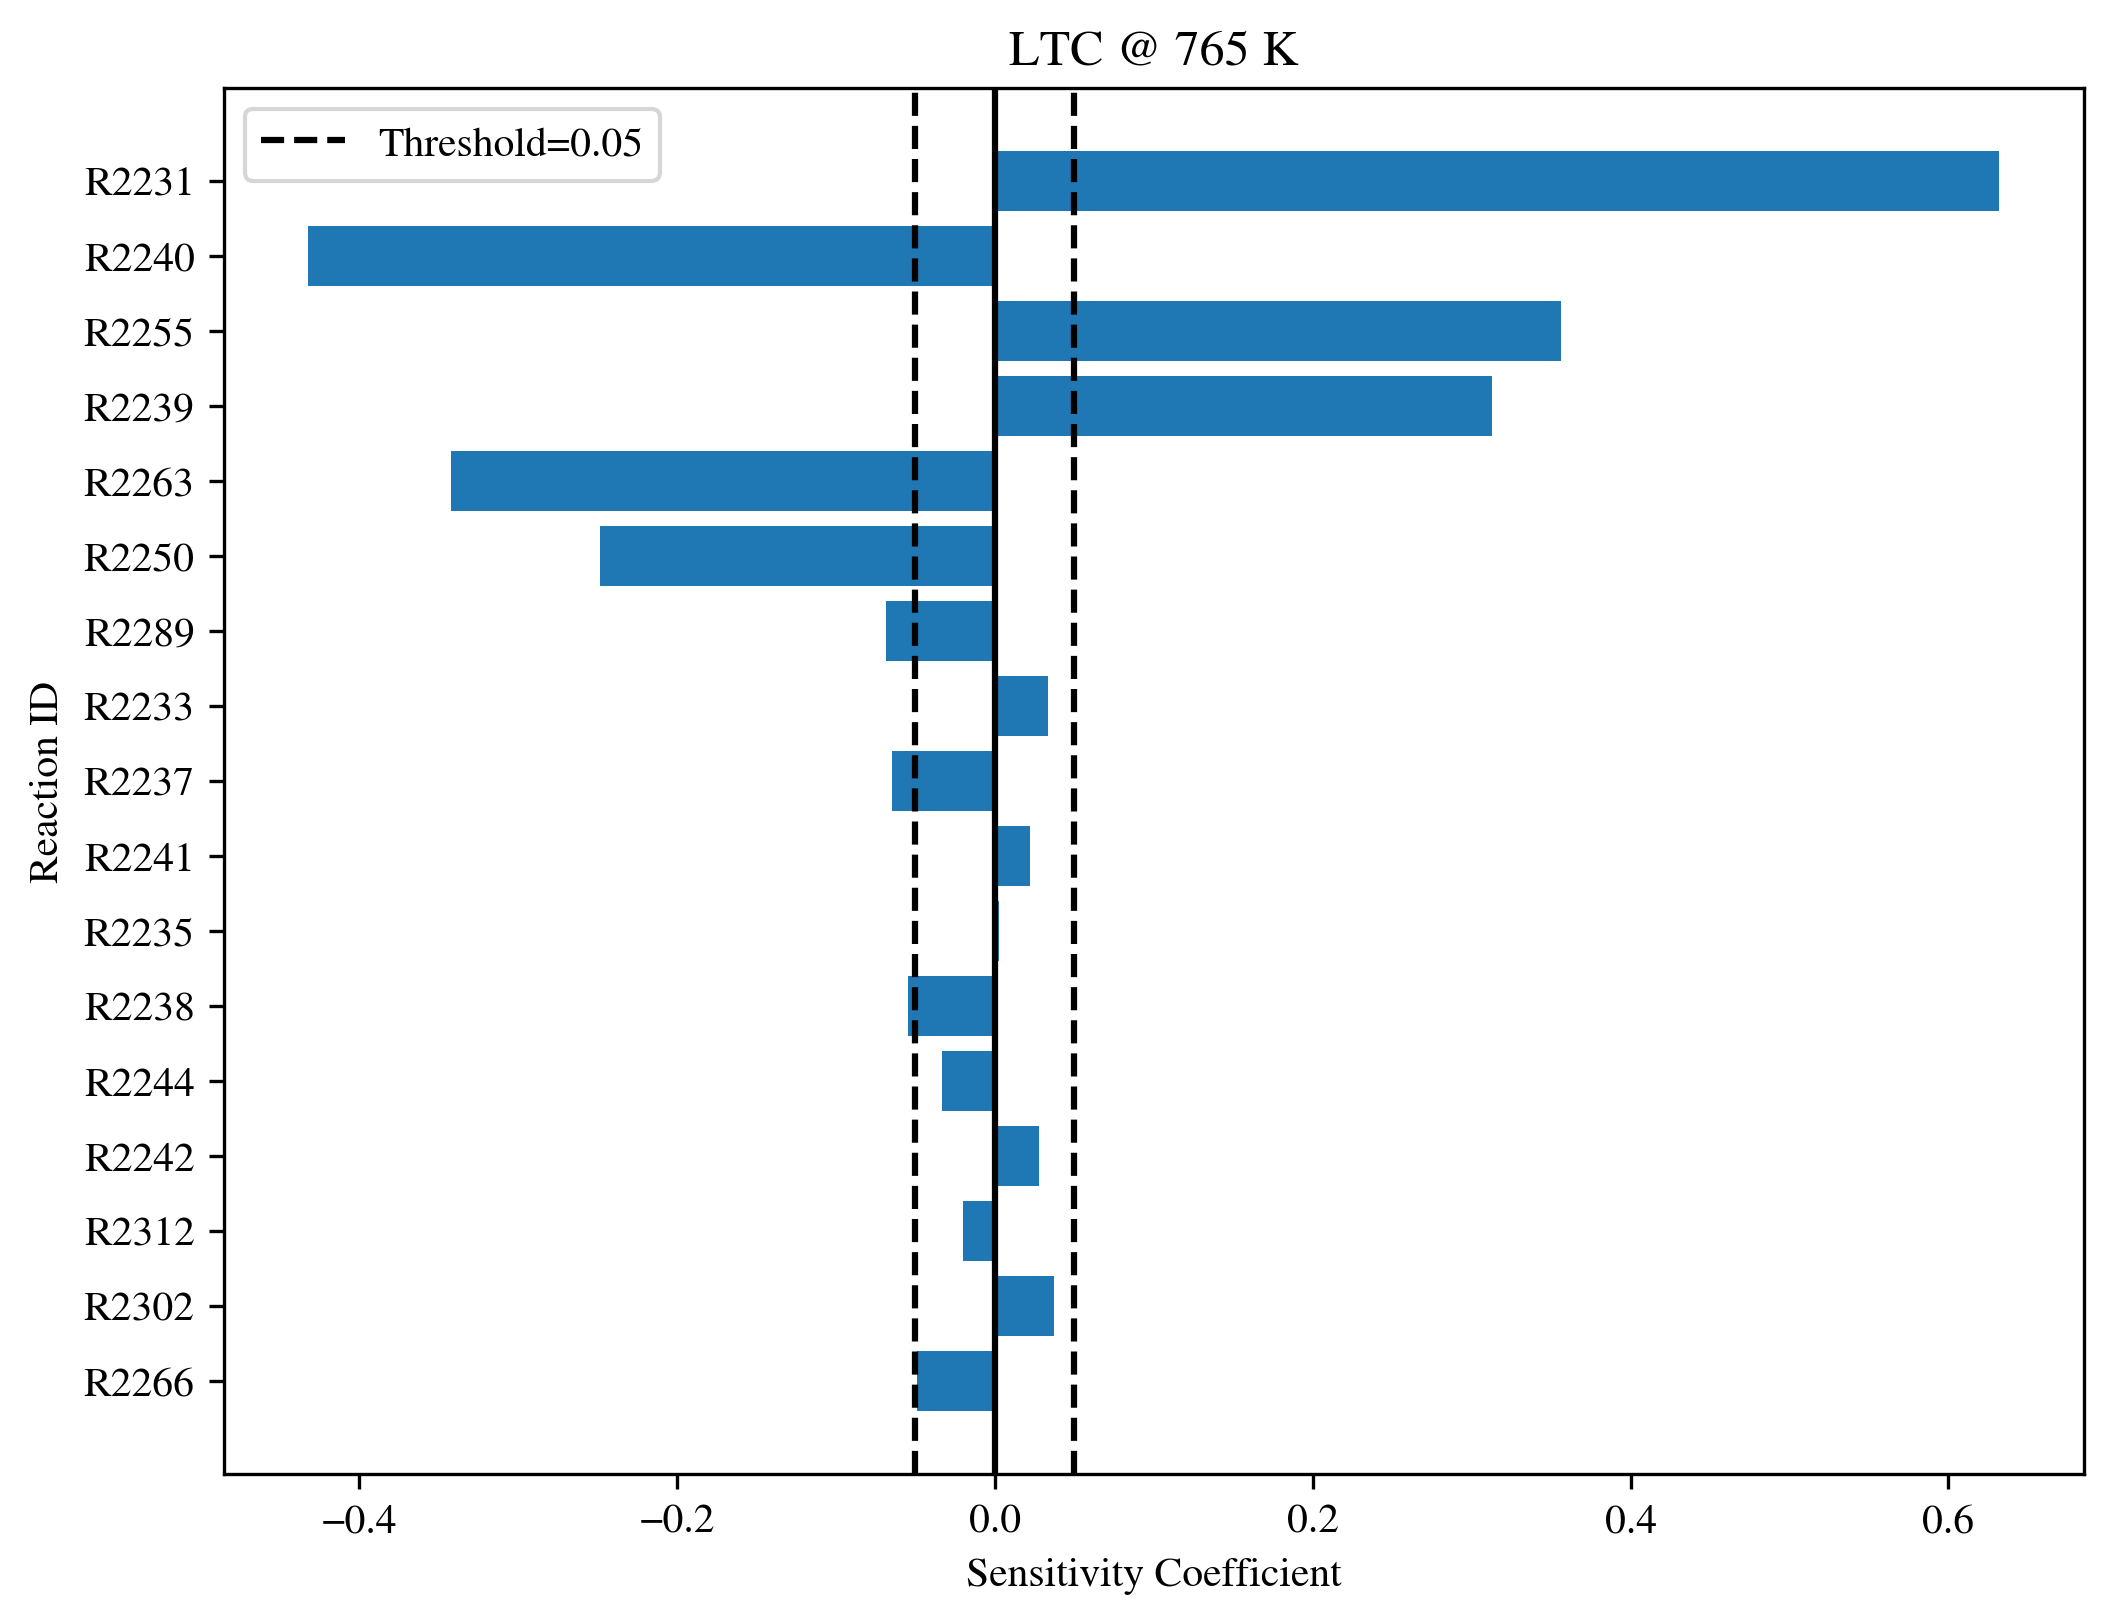 LTC @ 765 K
Threshold=0.05
R2231
R2240
R2255
R2239
R2263
R2250
R2289
R2233
R2237
R2241
R2235
R2238
R2244
R2242
R2312
R2302
R2266
Reaction ID
−0.4 −0.2 0.0 0.2 0.4 0.6
Sensitivity Coefficient